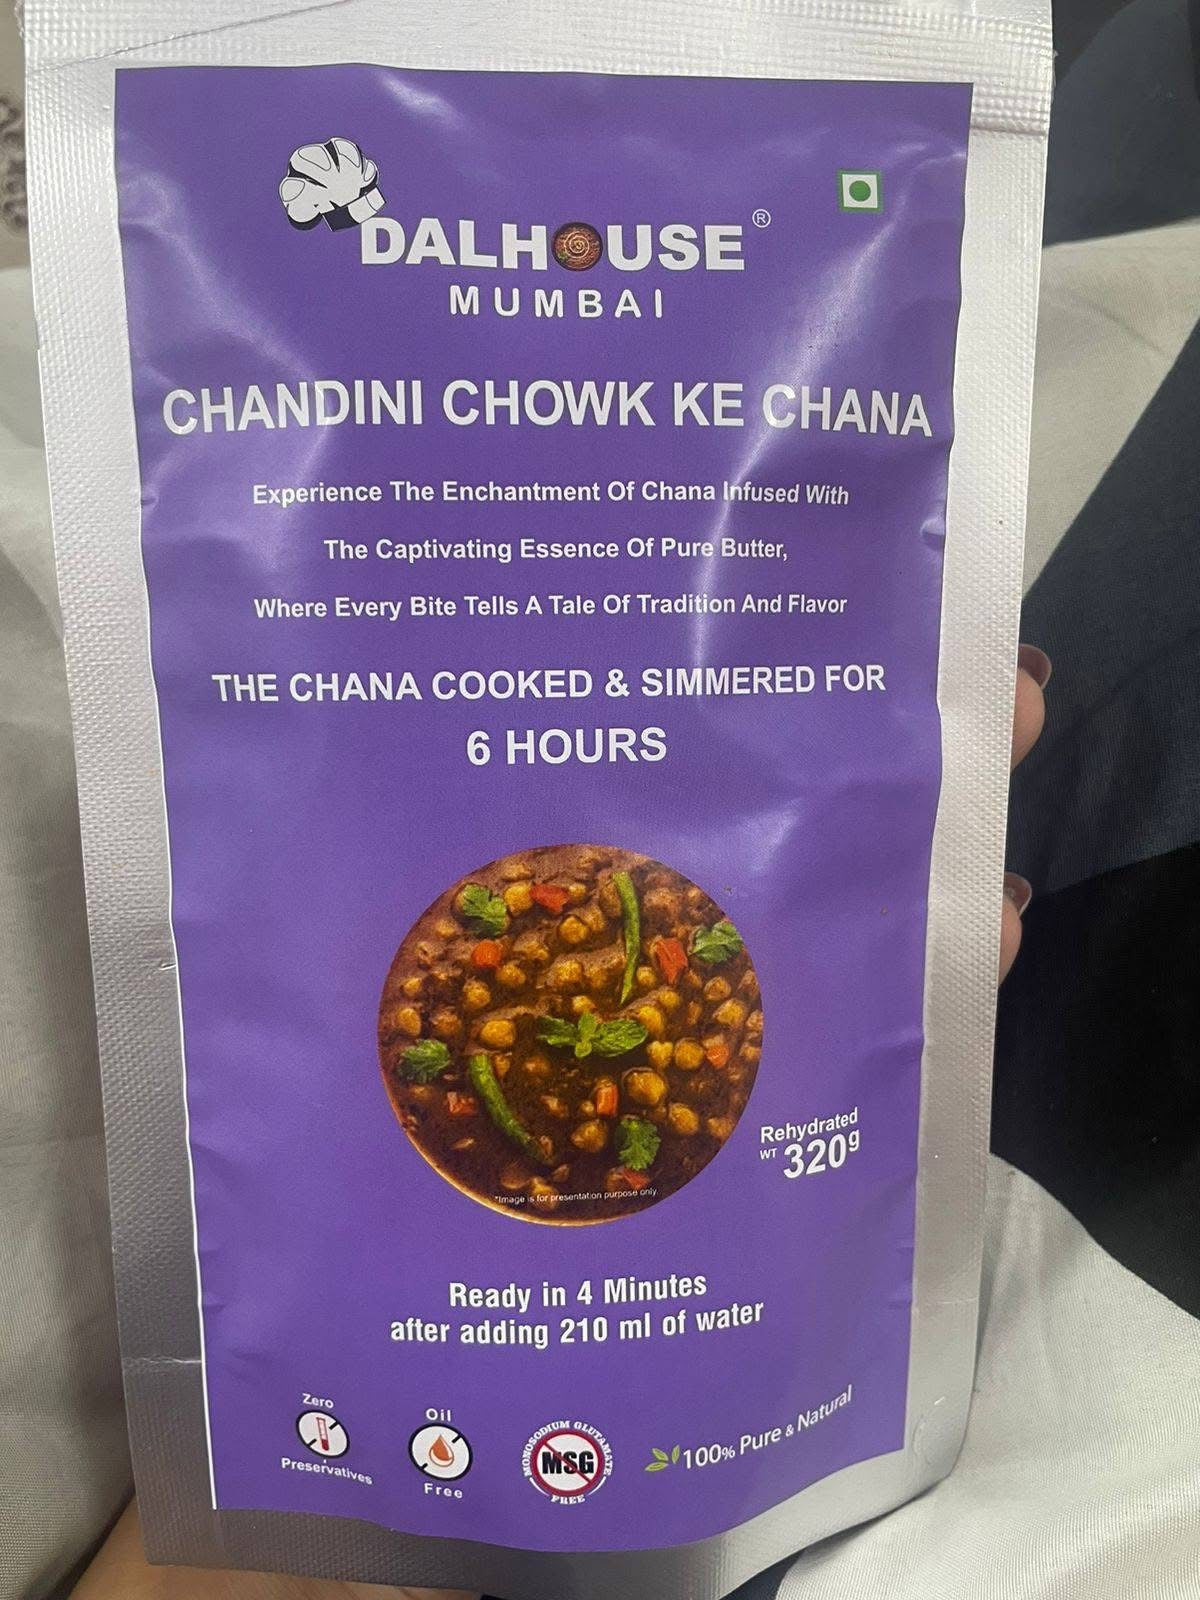 DALHOUSE®
MUMBAI
CHANDINI CHOWK KE CHANA
Experience The Enchantment Of Chana Infused With
The Captivating Essence Of Pure Butter,
Where Every Bite Tells A Tale Of Tradition And Flavor
THE CHANA COOKED & SIMMERED FOR
6 HOURS
*Image is for presentation purpose only.
Rehydrated
WT 320g
Ready in 4 Minutes
after adding 210 ml of water
Zero
Preservatives
Oil
Free
MONOSODIUM GLUTAMATE
MSG
FREE
100% Pure & Natural